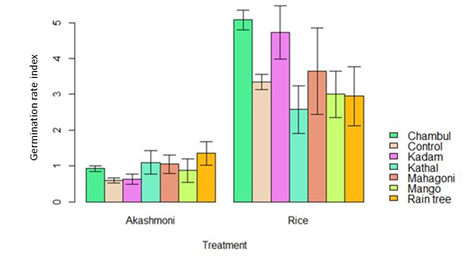 Germination rate index
5
4
3
2
1
0
Akashmoni Rice
Treatment
Chambul
Control
Kadam
Kathal
Mahagoni
Mango
Rain tree